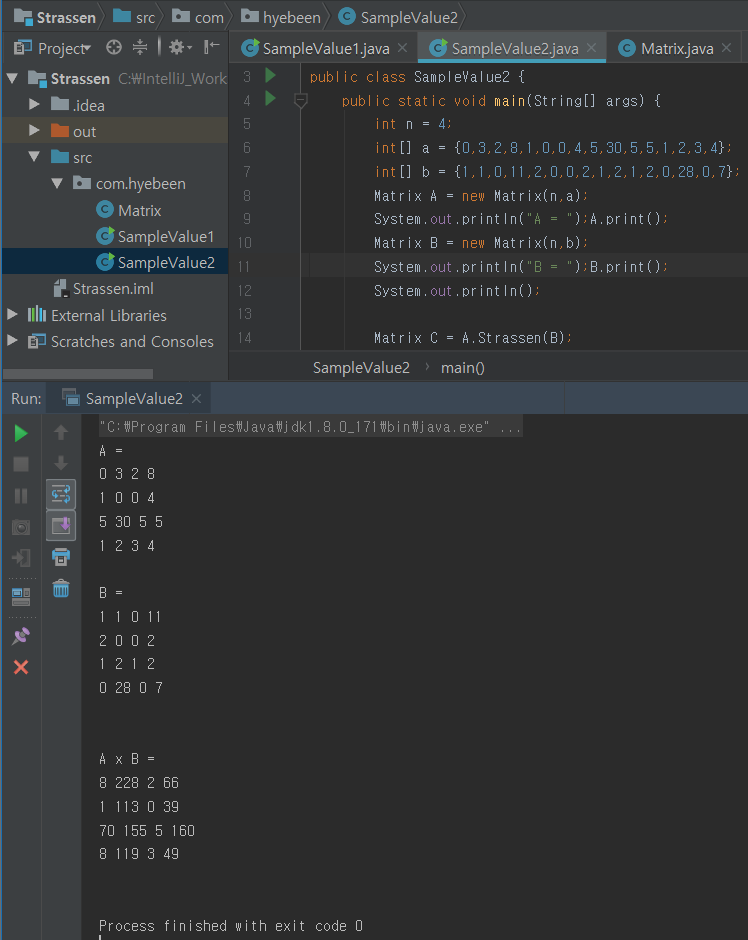 Strassen src com hyebeen SampleValue2
Project SampleValue1.java SampleValue2.java Matrix.java
Strassen C:₩IntelliJ_Work
.idea
out
src
com.hyebeen
Matrix
SampleValue1
SampleValue2
Strassen.iml
External Libraries
Scratches and Consoles
3 public class SampleValue2 {
4 public static void main(String[] args) {
5 int n = 4;
6 int[] a = {0,3,2,8,1,0,0,4,5,30,5,5,1,2,3,4};
7 int[] b = {1,1,0,11,2,0,0,2,1,2,1,2,0,28,0,7};
8 Matrix A = new Matrix(n,a);
9 System.out.println("A = ");A.print();
10 Matrix B = new Matrix(n,b);
11 System.out.println("B = ");B.print();
12 System.out.println();
13
14 Matrix C = A.Strassen(B);
SampleValue2 main()
Run: SampleValue2
"C:₩Program Files₩Java₩jdk1.8.0_171₩bin₩java.exe" ...
A =
0 3 2 8
1 0 0 4
5 30 5 5
1 2 3 4
B =
1 1 0 11
2 0 0 2
1 2 1 2
0 28 0 7
A x B =
8 228 2 66
1 113 0 39
70 155 5 160
8 119 3 49
Process finished with exit code 0